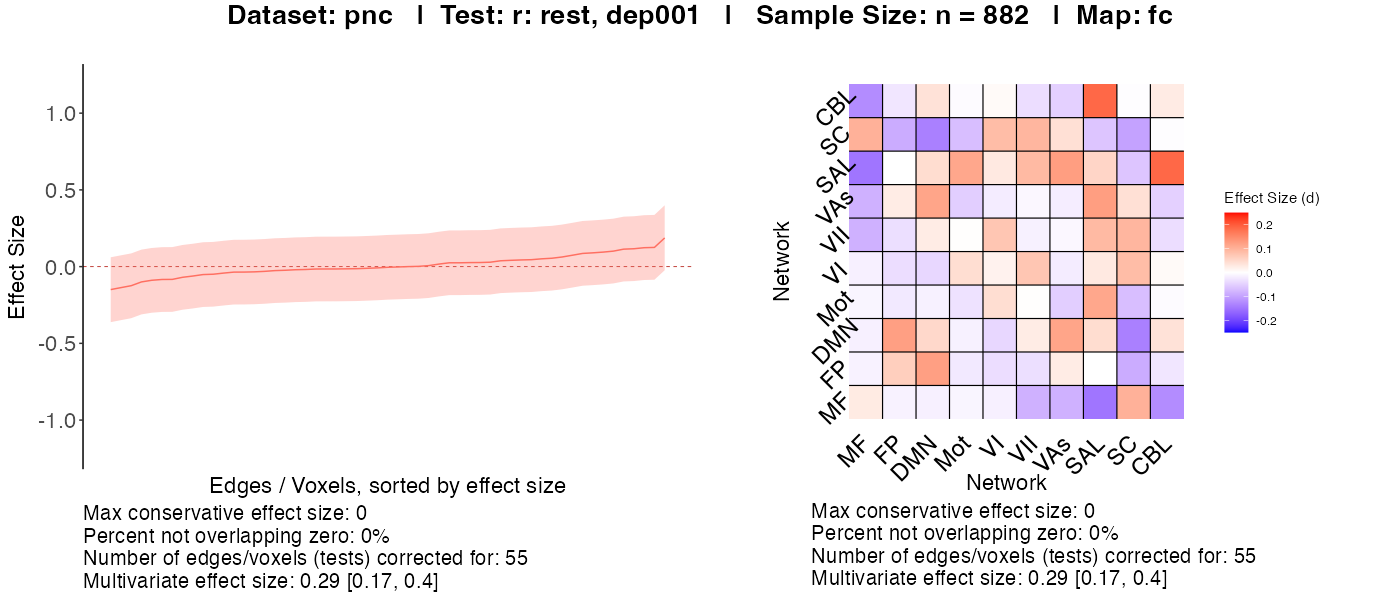 Dataset: pnc | Test: r: rest, dep001 | Sample Size: n = 882 | Map: fc
Effect Size
1.0
0.5
0.0
-0.5
-1.0
Edges / Voxels, sorted by effect size
Max conservative effect size: 0
Percent not overlapping zero: 0%
Number of edges/voxels (tests) corrected for: 55
Multivariate effect size: 0.29 [0.17, 0.4]
Network
CBL
SC
SAL
VAs
VII
VI
Mot
DMN
FP
MF
MF FP DMN Mot VI VII VAs SAL SC CBL
Network
Effect Size (d)
0.2
0.1
0.0
-0.1
-0.2
Max conservative effect size: 0
Percent not overlapping zero: 0%
Number of edges/voxels (tests) corrected for: 55
Multivariate effect size: 0.29 [0.17, 0.4]